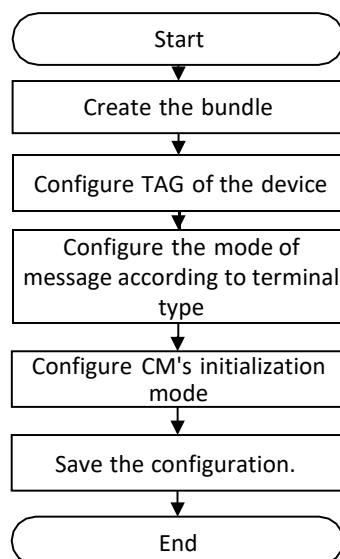 Start
Create the bundle
Configure TAG of the device
Configure the mode of
message according to terminal
type
Configure CM's initialization
mode
Save the configuration.
End